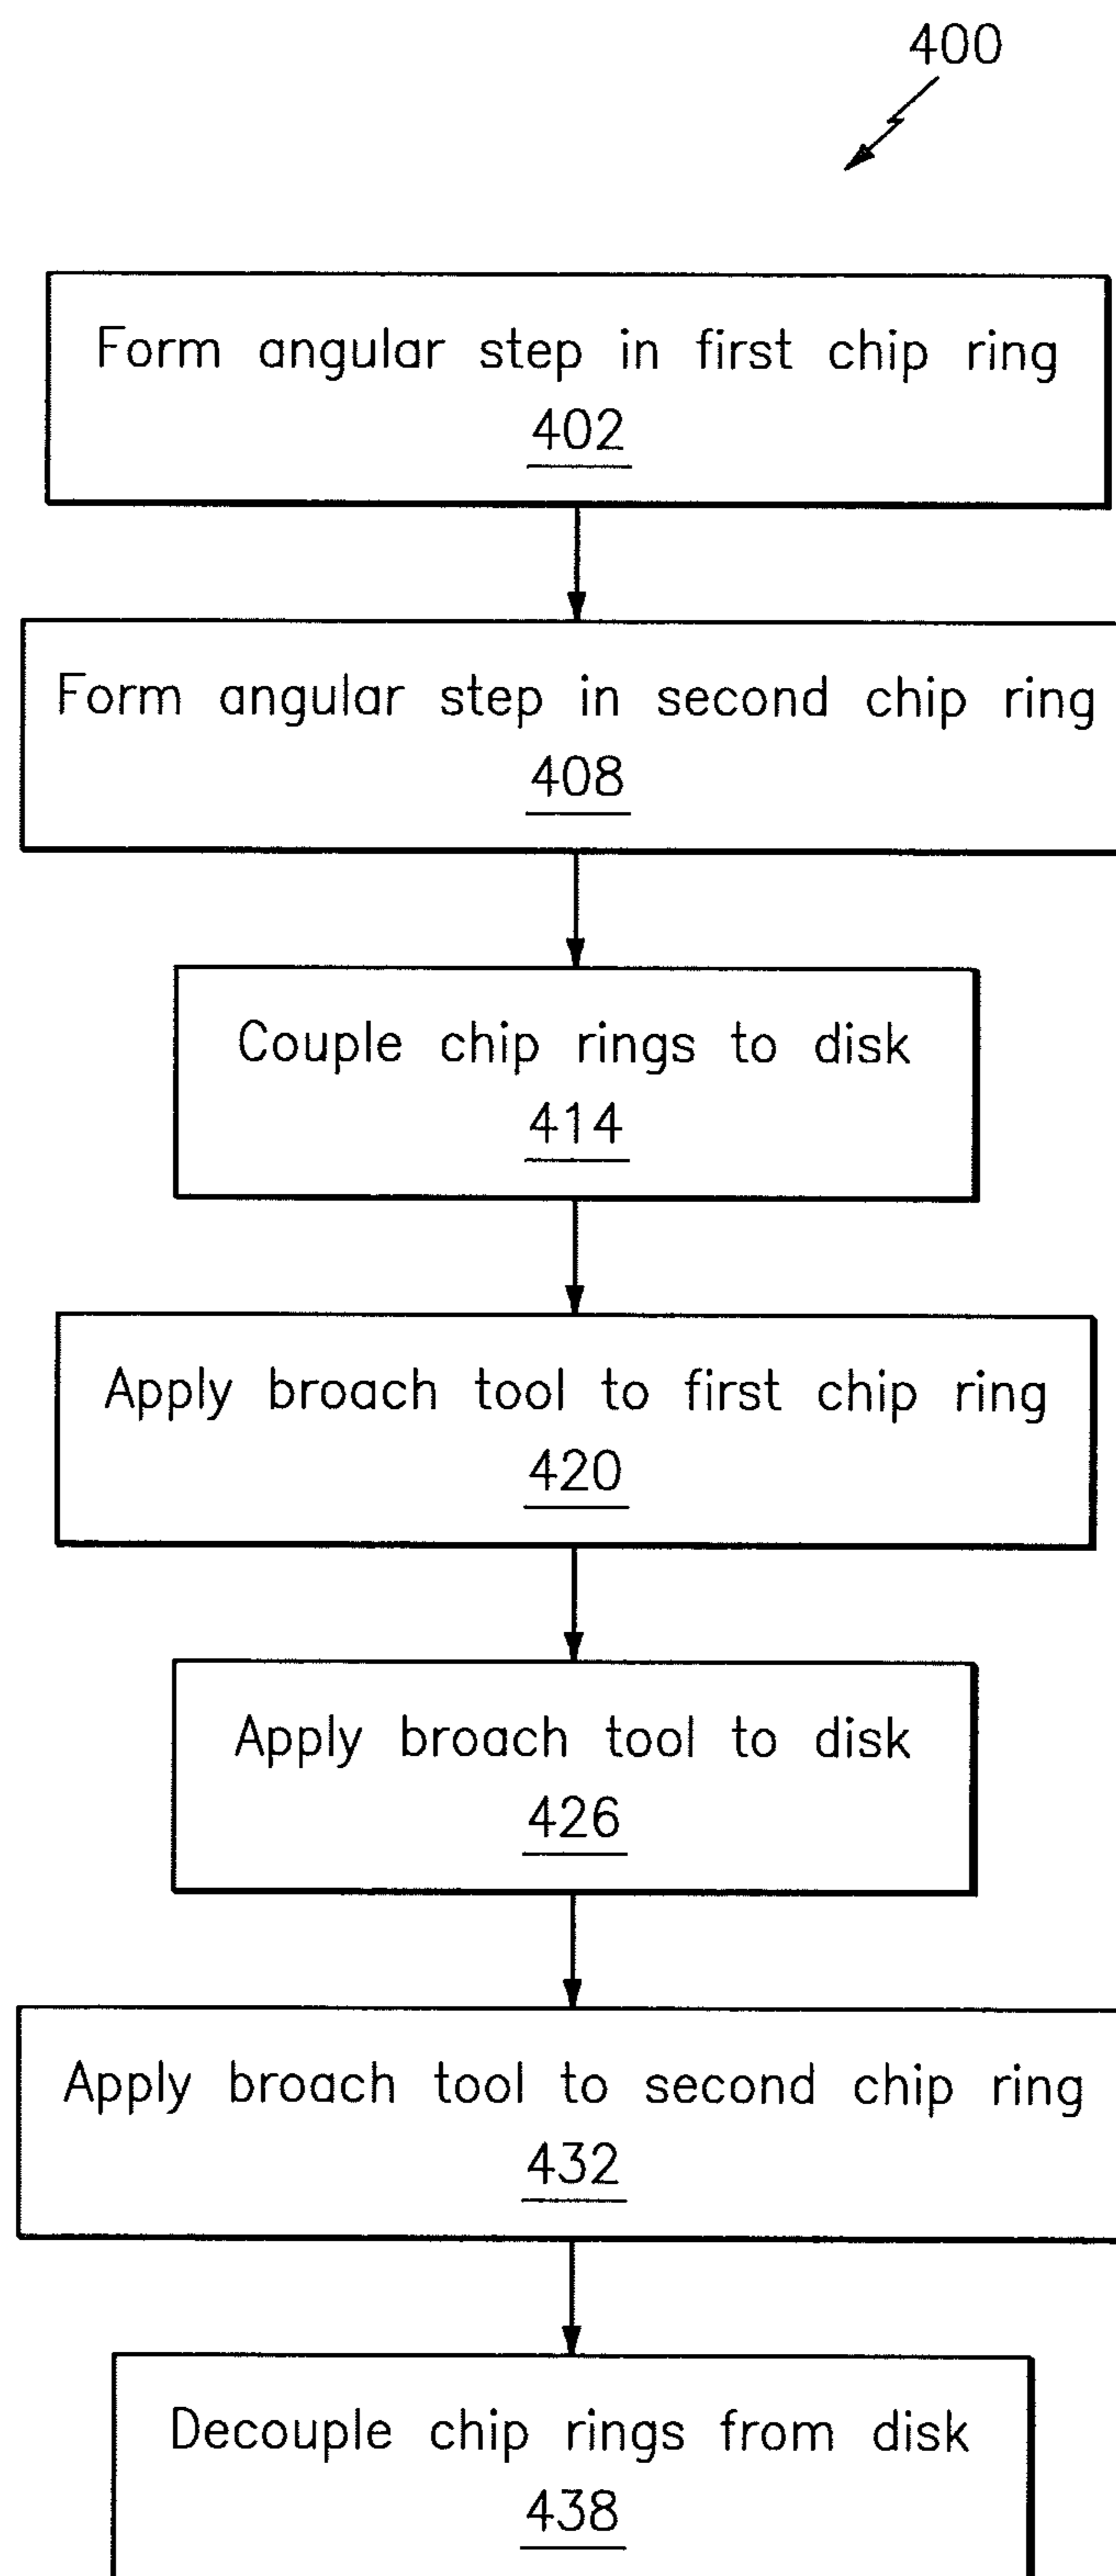 400
Form angular step in first chip ring
402
Form angular step in second chip ring
408
Couple chip rings to disk
414
Apply broach tool to first chip ring
420
Apply broach tool to disk
426
Apply broach tool to second chip ring
432
Decouple chip rings from disk
438